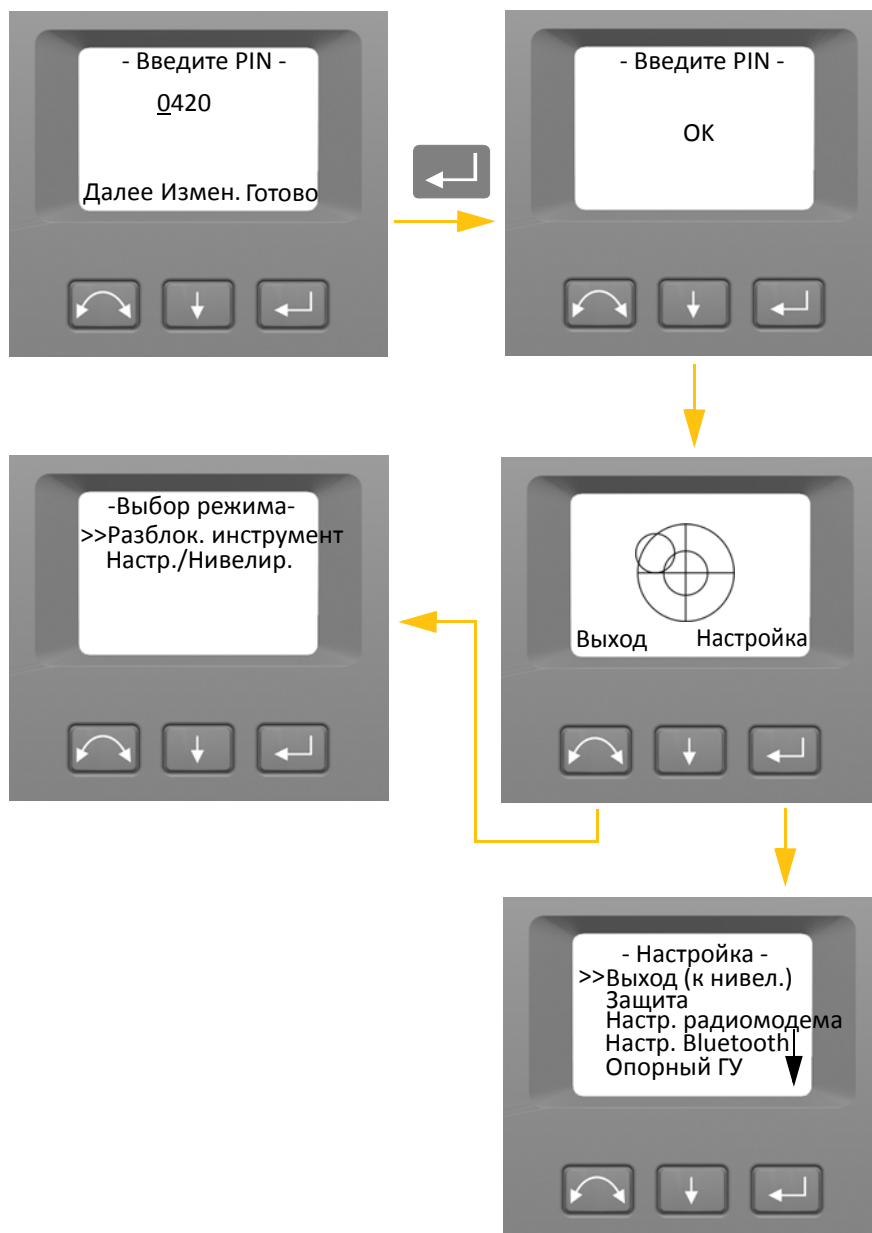 - Введите PIN -
0420
Далее Измен. Готово
- Введите PIN -
OK
Выход Настройка
-Выбор режима-
>>Разблок. инструмент
Настр./Нивелир.
- Настройка -
>>Выход (к нивел.)
Защита
Настр. радиомодема
Настр. Bluetooth
Опорный ГУ